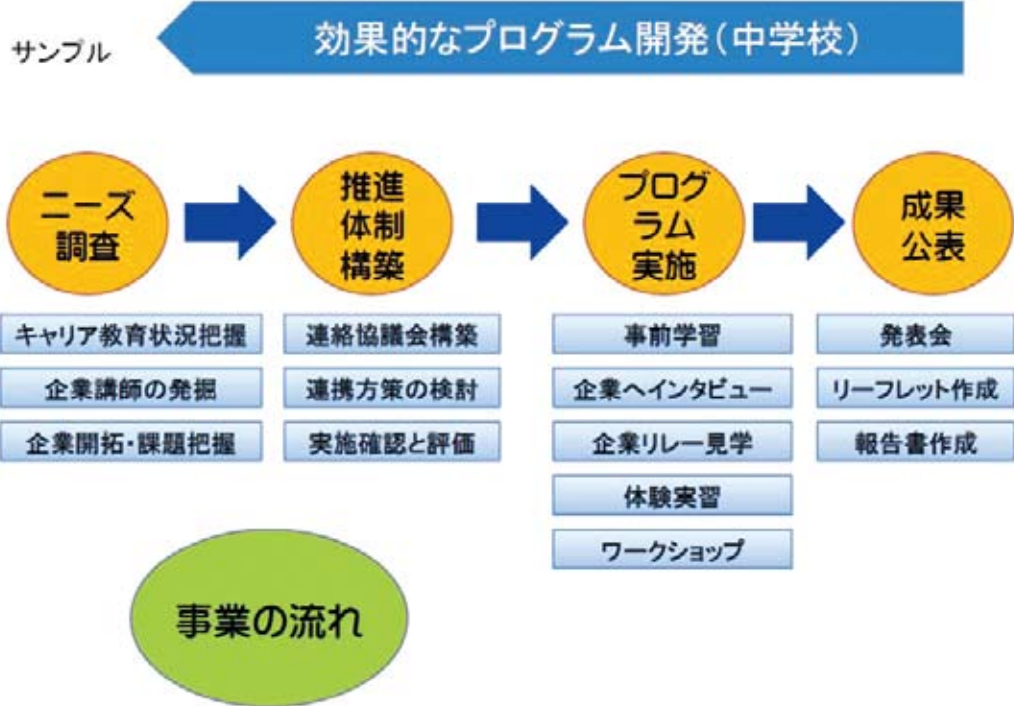 サンプル
効果的なプログラム開発（中学校）
ニーズ
調査
推進
体制
構築
プログ
ラム
実施
成果
公表
キャリア教育状況把握
企業講師の発掘
企業開拓・課題把握
連絡協議会構築
連携方策の検討
実施確認と評価
事前学習
企業へインタビュー
企業リレー見学
体験実習
ワークショップ
発表会
リーフレット作成
報告書作成
事業の流れ